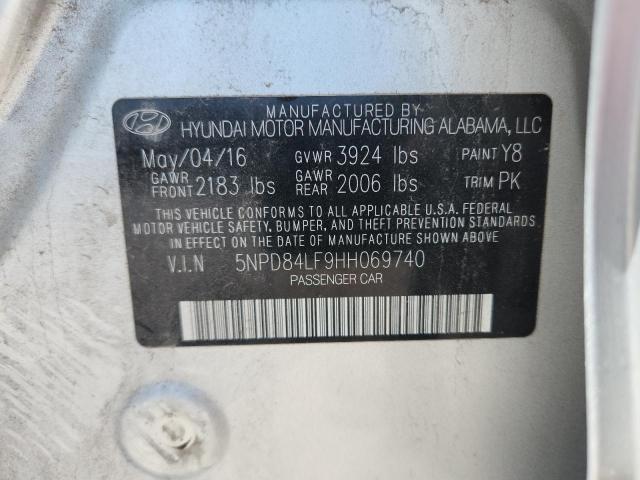 MANUFACTURED BY
HYUNDAI MOTOR MANUFACTURING ALABAMA, LLC
May/04/16 GVWR 3924 lbs PAINT Y8
GAWR FRONT 2183 lbs GAWR REAR 2006 lbs TRIM PK
THIS VEHICLE CONFORMS TO ALL APPLICABLE U.S.A. FEDERAL
MOTOR VEHICLE SAFETY, BUMPER, AND THEFT PREVENTION STANDARDS
IN EFFECT ON THE DATE OF MANUFACTURE SHOWN ABOVE
V.I.N 5NPD84LF9HH069740
PASSENGER CAR